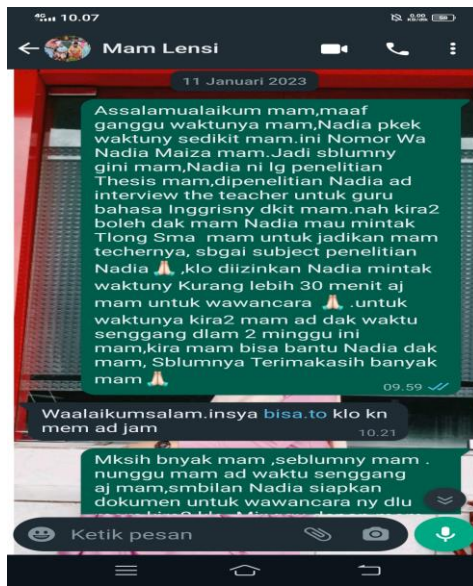 4G 10.07
Mam Lensi
11 Januari 2023
Assalamualaikum mam,maaf
ganggu waktunya mam,Nadia pkek
waktuny sedikit mam.ini Nomor Wa
Nadia Maiza mam.Jadi sblumny
gini mam,Nadia ni lg penelitian
Thesis mam,dipenelitian Nadia ad
interview the teacher untuk guru
bahasa Inggrisny dkit mam.nah kira2
boleh dak mam Nadia mau mintak
Tlong Sma mam untuk jadikan mam
techernya, sbgai subject penelitian
Nadia 🙏🏻 ,klo diizinkan Nadia mintak
waktuny Kurang lebih 30 menit aj
mam untuk wawancara 🙏🏻 .untuk
waktunya kira2 mam ad dak waktu
senggang dlam 2 minggu ini
mam,kira mam bisa bantu Nadia dak
mam, Sblumnya Terimakasih banyak
mam 🙏🏻
09.59
Waalaikumsalam.insya bisa.to klo kn
mem ad jam
10.21
Mksih bnyak mam ,seblumny mam .
nunggu mam ad waktu senggang
aj mam,smbilan Nadia siapkan
dokumen untuk wawancara ny dlu
Ketik pesan